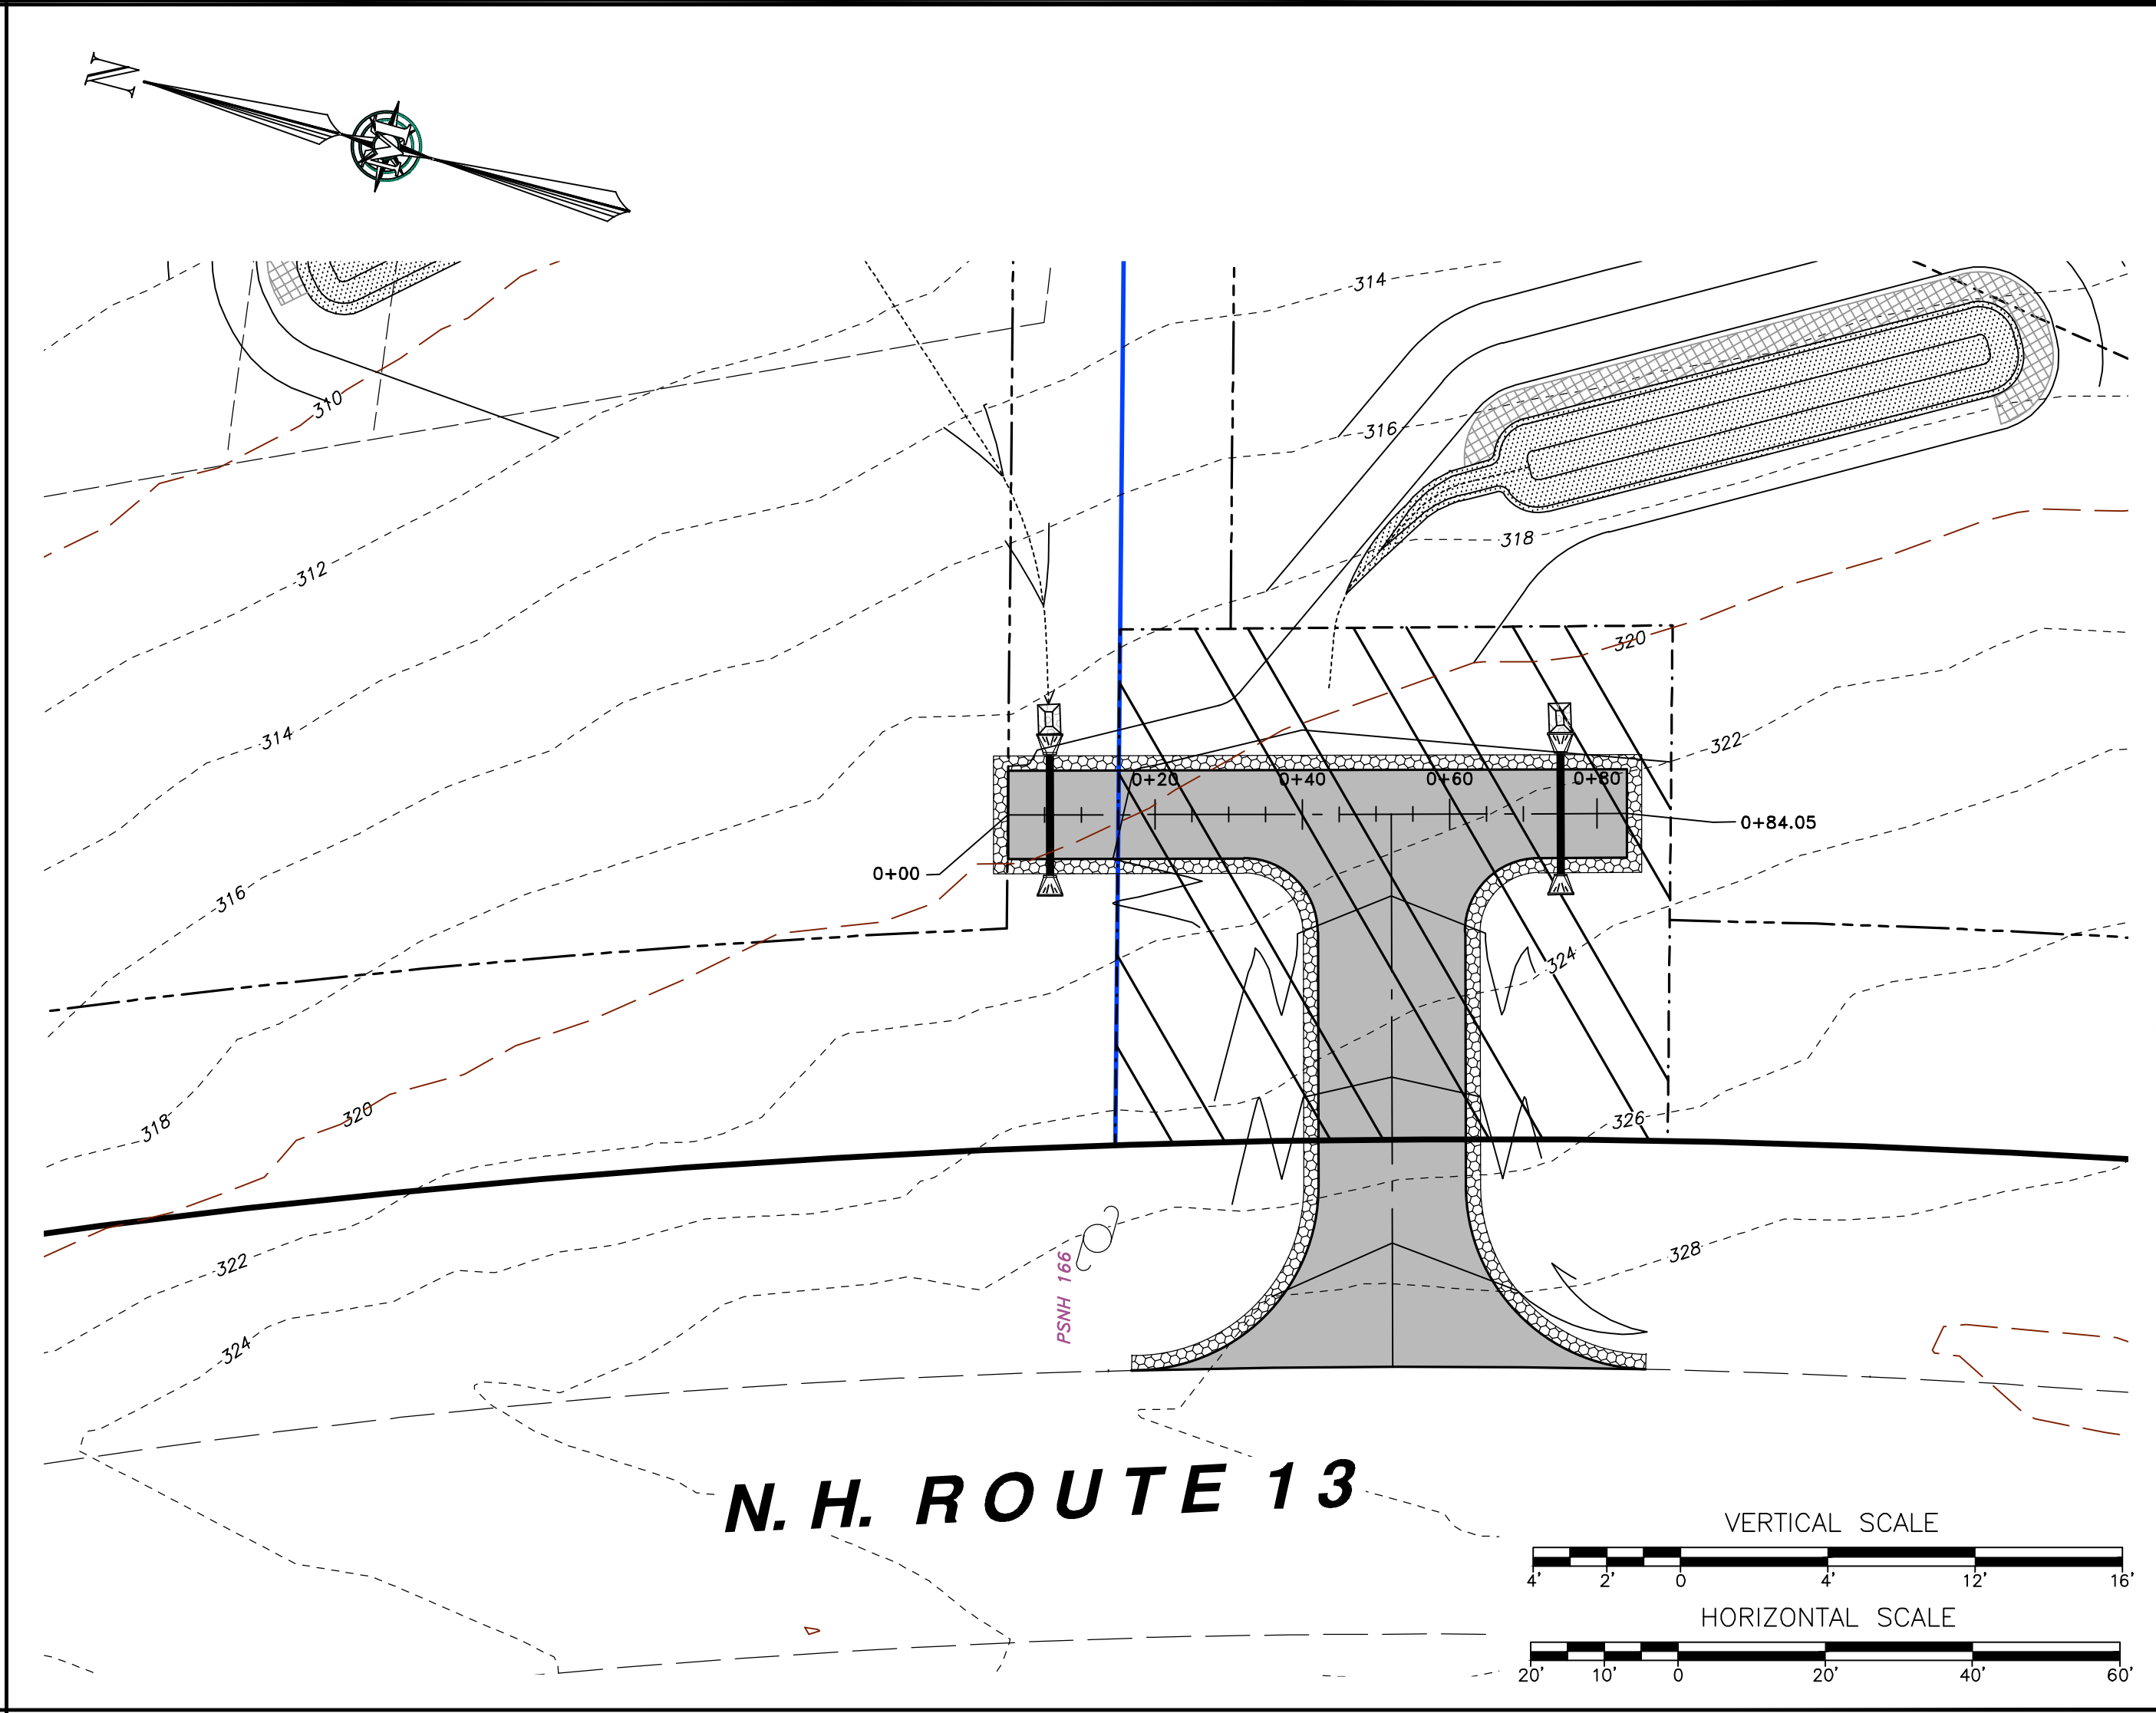 N
N
314
310
316
318
312
320
314
322
0+20
0+40
0+60
0+80
0+84.05
0+00
316
324
318
320
326
322
328
PSNH 166
324
N. H. ROUTE 13
VERTICAL SCALE
4' 2' 0 4' 12' 16'
HORIZONTAL SCALE
20' 10' 0 20' 40' 60'